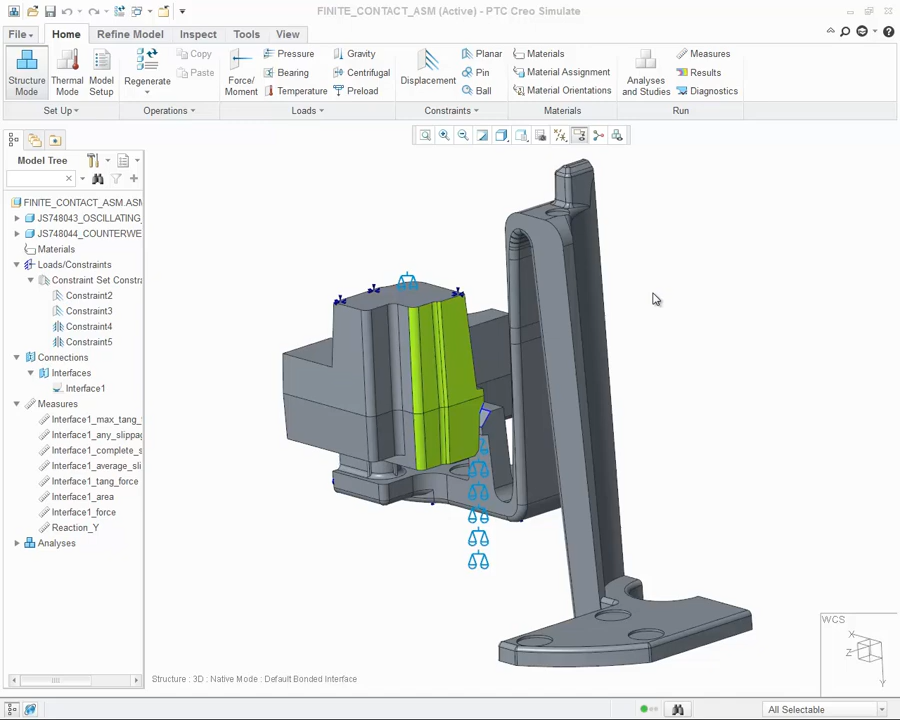 FINITE_CONTACT_ASM (Active) - PTC Creo Simulate
File Home Refine Model Inspect Tools View
Structure Mode
Thermal Mode
Model Setup
Regenerate
Copy
Paste
Force/ Moment
Pressure
Bearing
Temperature
Gravity
Centrifugal
Preload
Displacement
Planar
Pin
Ball
Materials
Material Assignment
Material Orientations
Analyses and Studies
Measures
Results
Diagnostics
Set Up Operations Loads Constraints Materials Run
Model Tree
FINITE_CONTACT_ASM.ASM
JS748043_OSCILLATING_
JS748044_COUNTERWE
Materials
Loads/Constraints
Constraint Set Constra
Constraint2
Constraint3
Constraint4
Constraint5
Connections
Interfaces
Interface1
Measures
Interface1_max_tang_
Interface1_any_slippag
Interface1_complete_s
Interface1_average_sli
Interface1_tang_force
Interface1_area
Interface1_force
Reaction_Y
Analyses
WCS
X
Z
Y
Structure : 3D : Native Mode : Default Bonded Interface
All Selectable